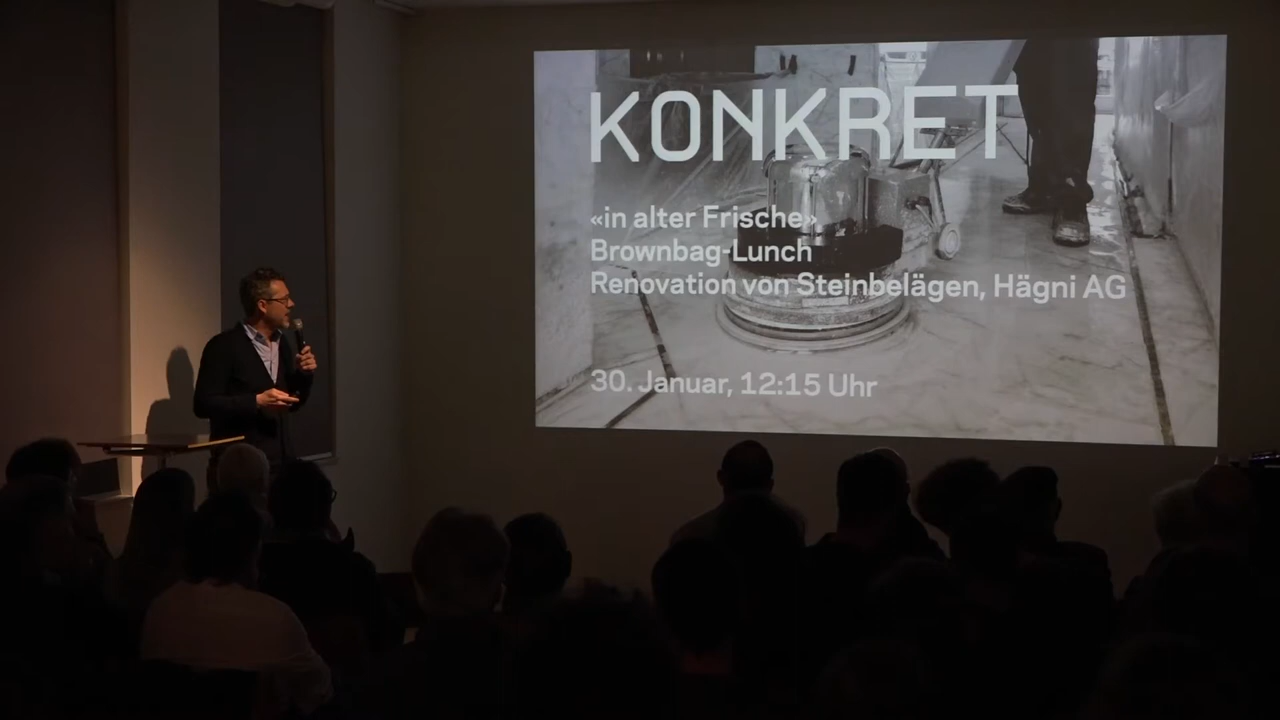 KONKRET
«in alter Frische»
Brownbag-Lunch
Renovation von Steinbelägen, Hägni AG
30. Januar, 12:15 Uhr